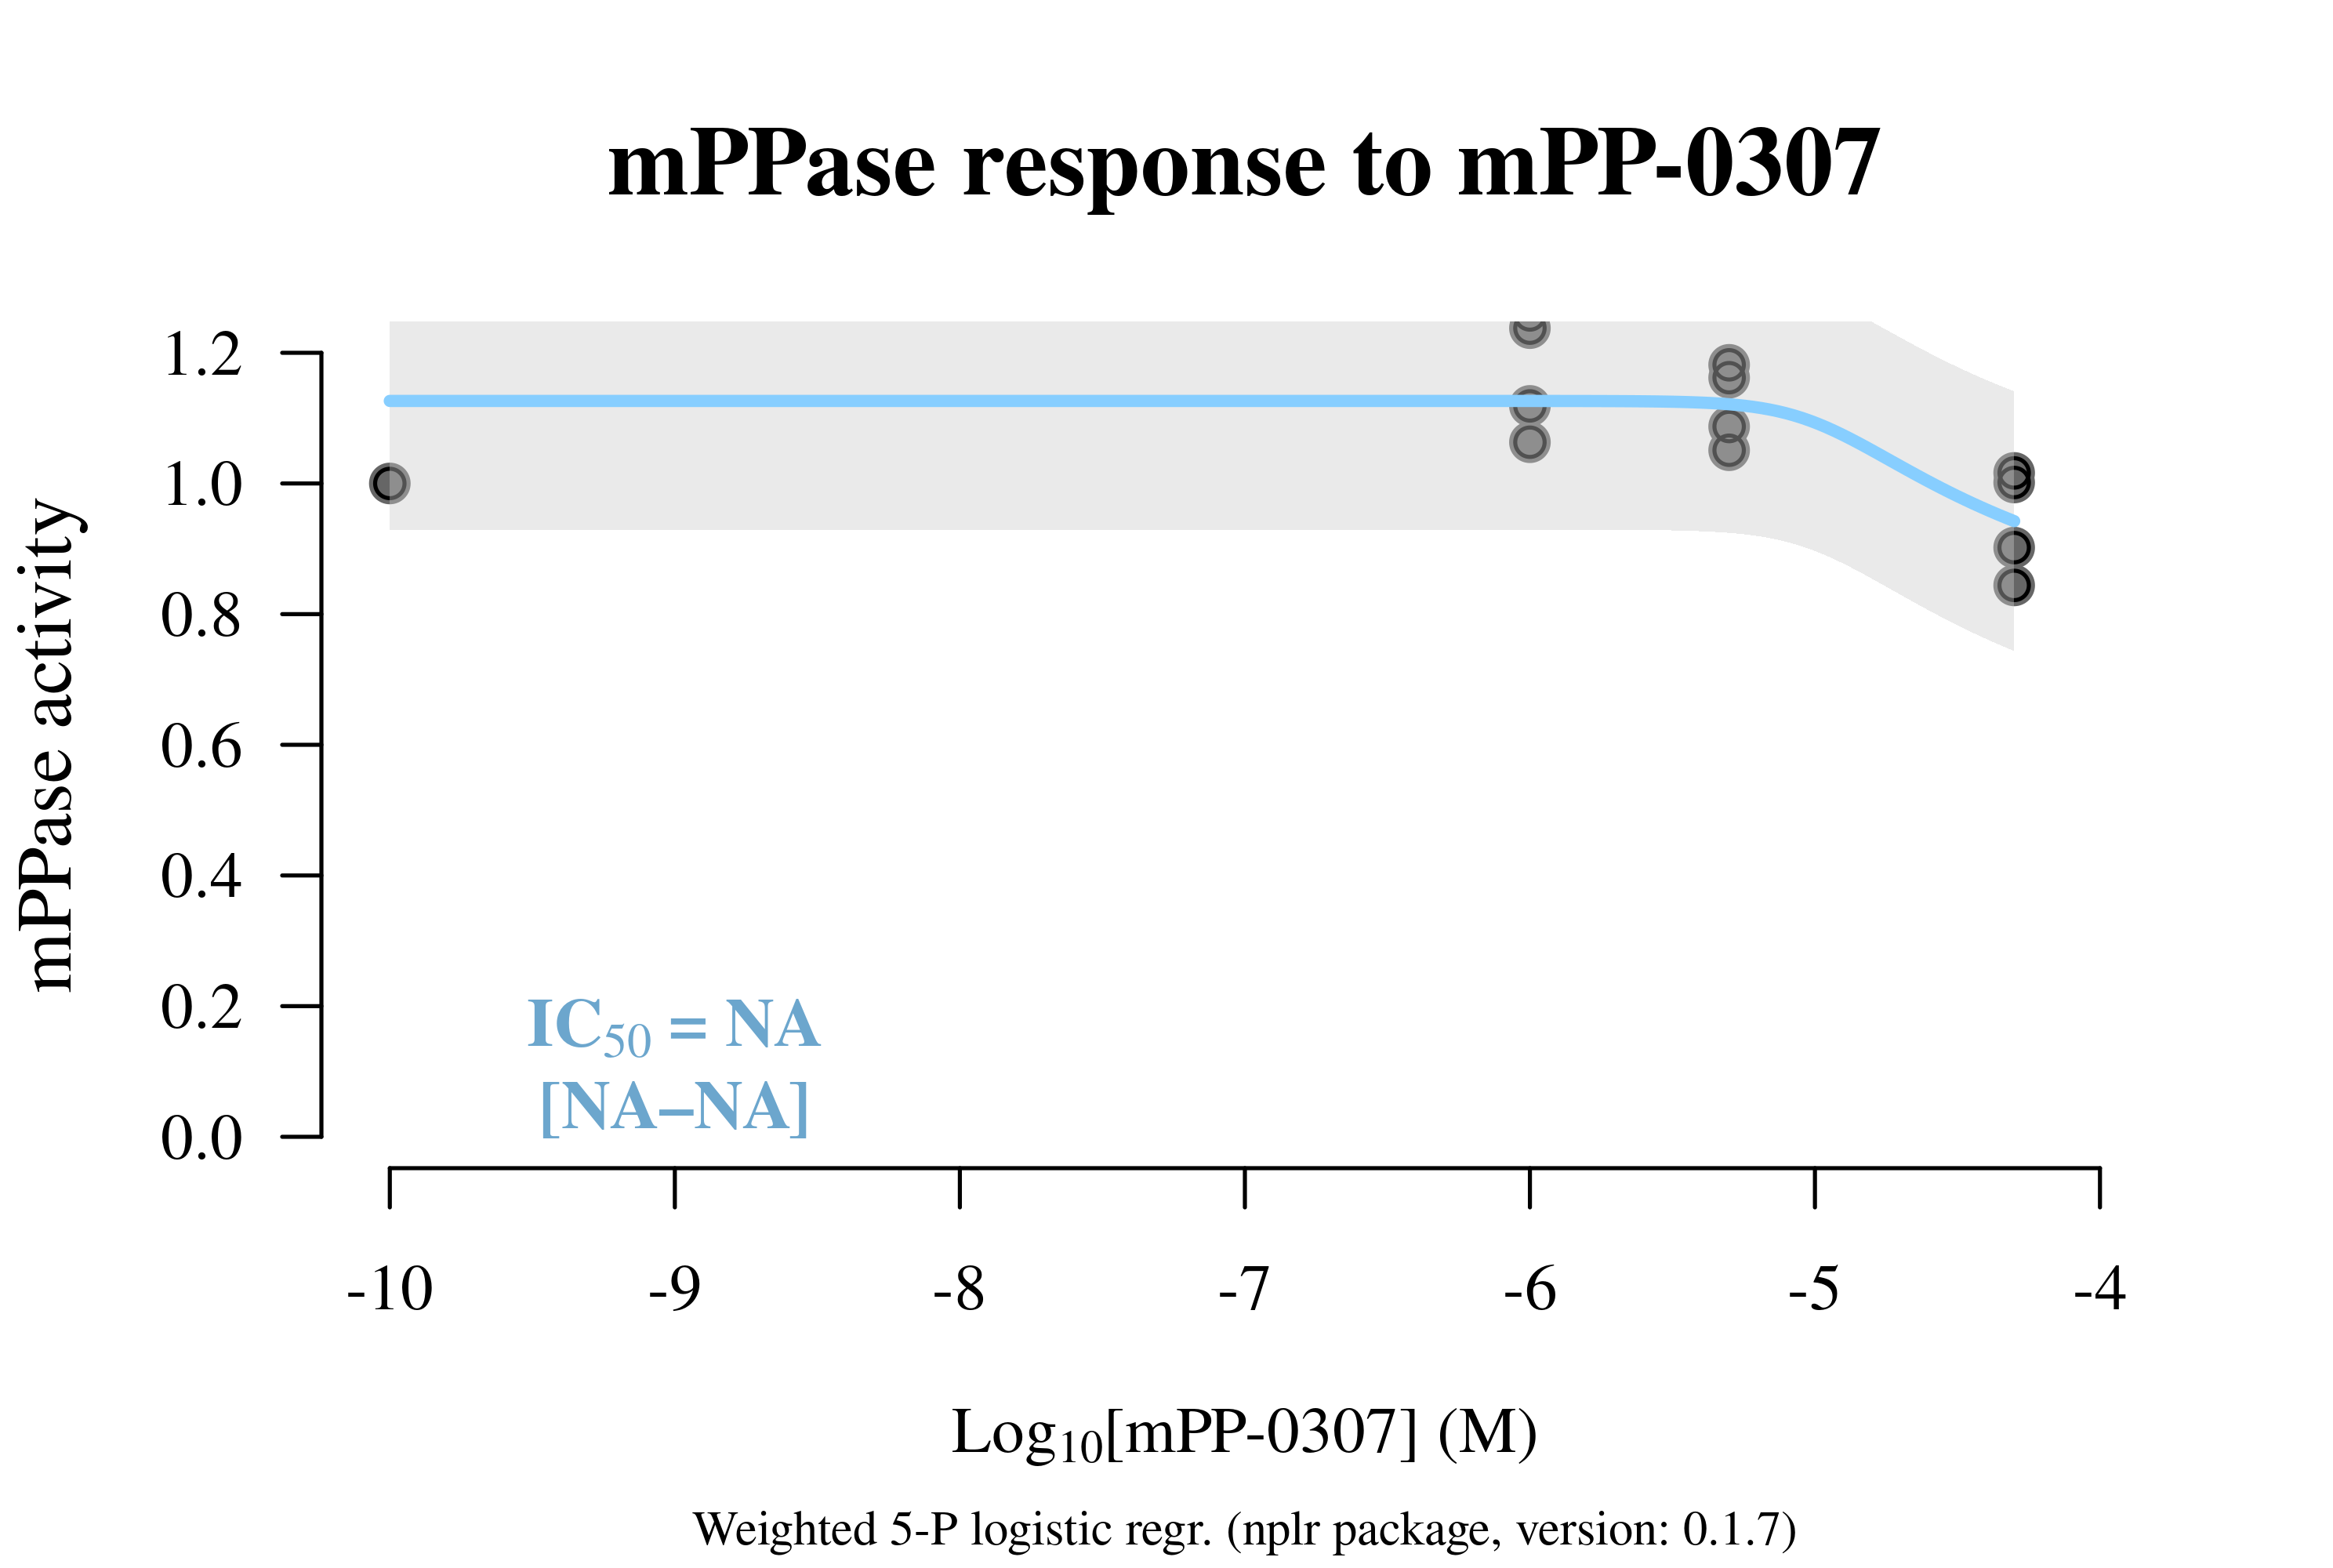 mPPase response to mPP-0307
mPPase activity
1.2
1.0
0.8
0.6
0.4
0.2
0.0
IC50 = NA
[NA–NA]
-10 -9 -8 -7 -6 -5 -4
Log10[mPP-0307] (M)
Weighted 5-P logistic regr. (nplr package, version: 0.1.7)